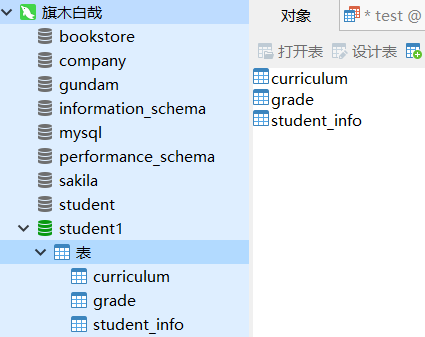 旗木白哉
bookstore
company
gundam
information_schema
mysql
performance_schema
sakila
student
student1
表
curriculum
grade
student_info
对象
* test @
打开表 设计表
curriculum
grade
student_info